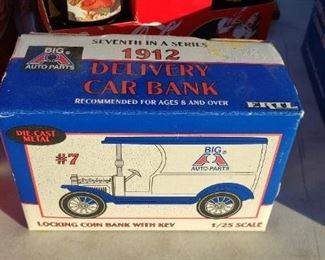 SEVENTH IN A SERIES
BIG A
AUTO PARTS
1912
DELIVERY
CAR BANK
RECOMMENDED FOR AGES 8 AND OVER
ERTL
DIE-CAST
METAL
#7
BIG A
AUTO PARTS
LOCKING COIN BANK WITH KEY
1/25 SCALE